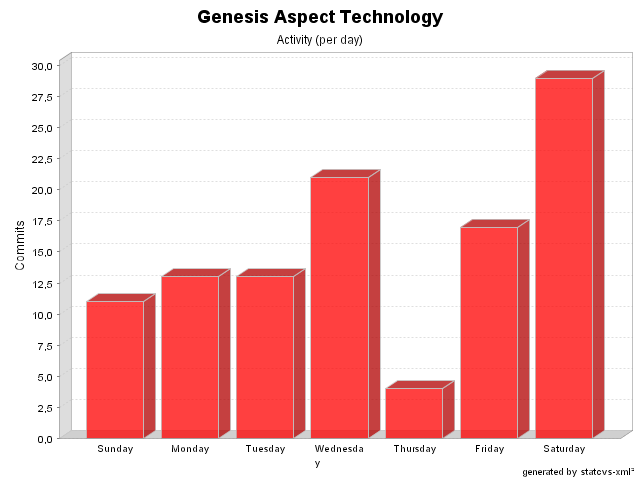 Genesis Aspect Technology
Activity (per day)
Commits
30,0
27,5
25,0
22,5
20,0
17,5
15,0
12,5
10,0
7,5
5,0
2,5
0,0
Sunday Monday Tuesday Wednesda Thursday Friday Saturday
y
generated by statcvs-xml²